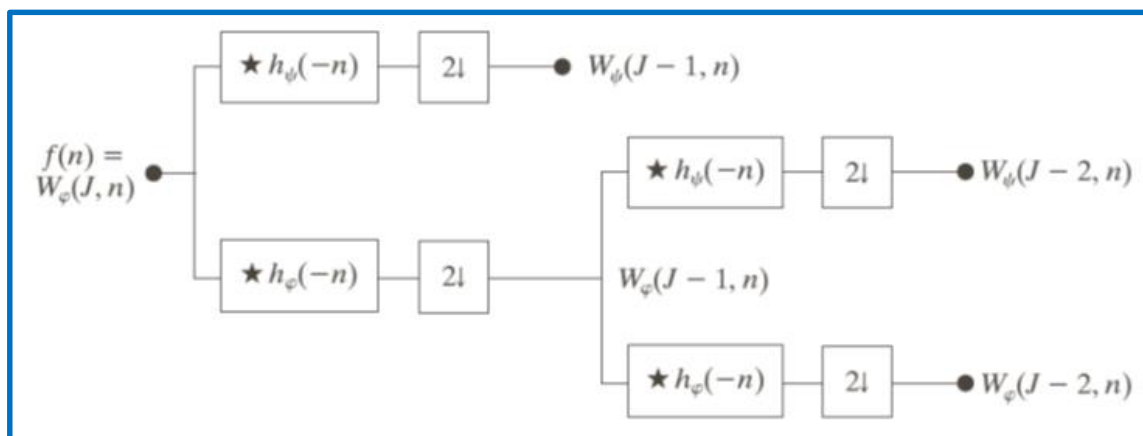 ★ h_ψ(−n)
2↓
W_ψ(J − 1, n)
f(n) =
W_φ(J, n)
★ h_ψ(−n)
2↓
W_ψ(J − 2, n)
★ h_φ(−n)
2↓
W_φ(J − 1, n)
★ h_φ(−n)
2↓
W_φ(J − 2, n)